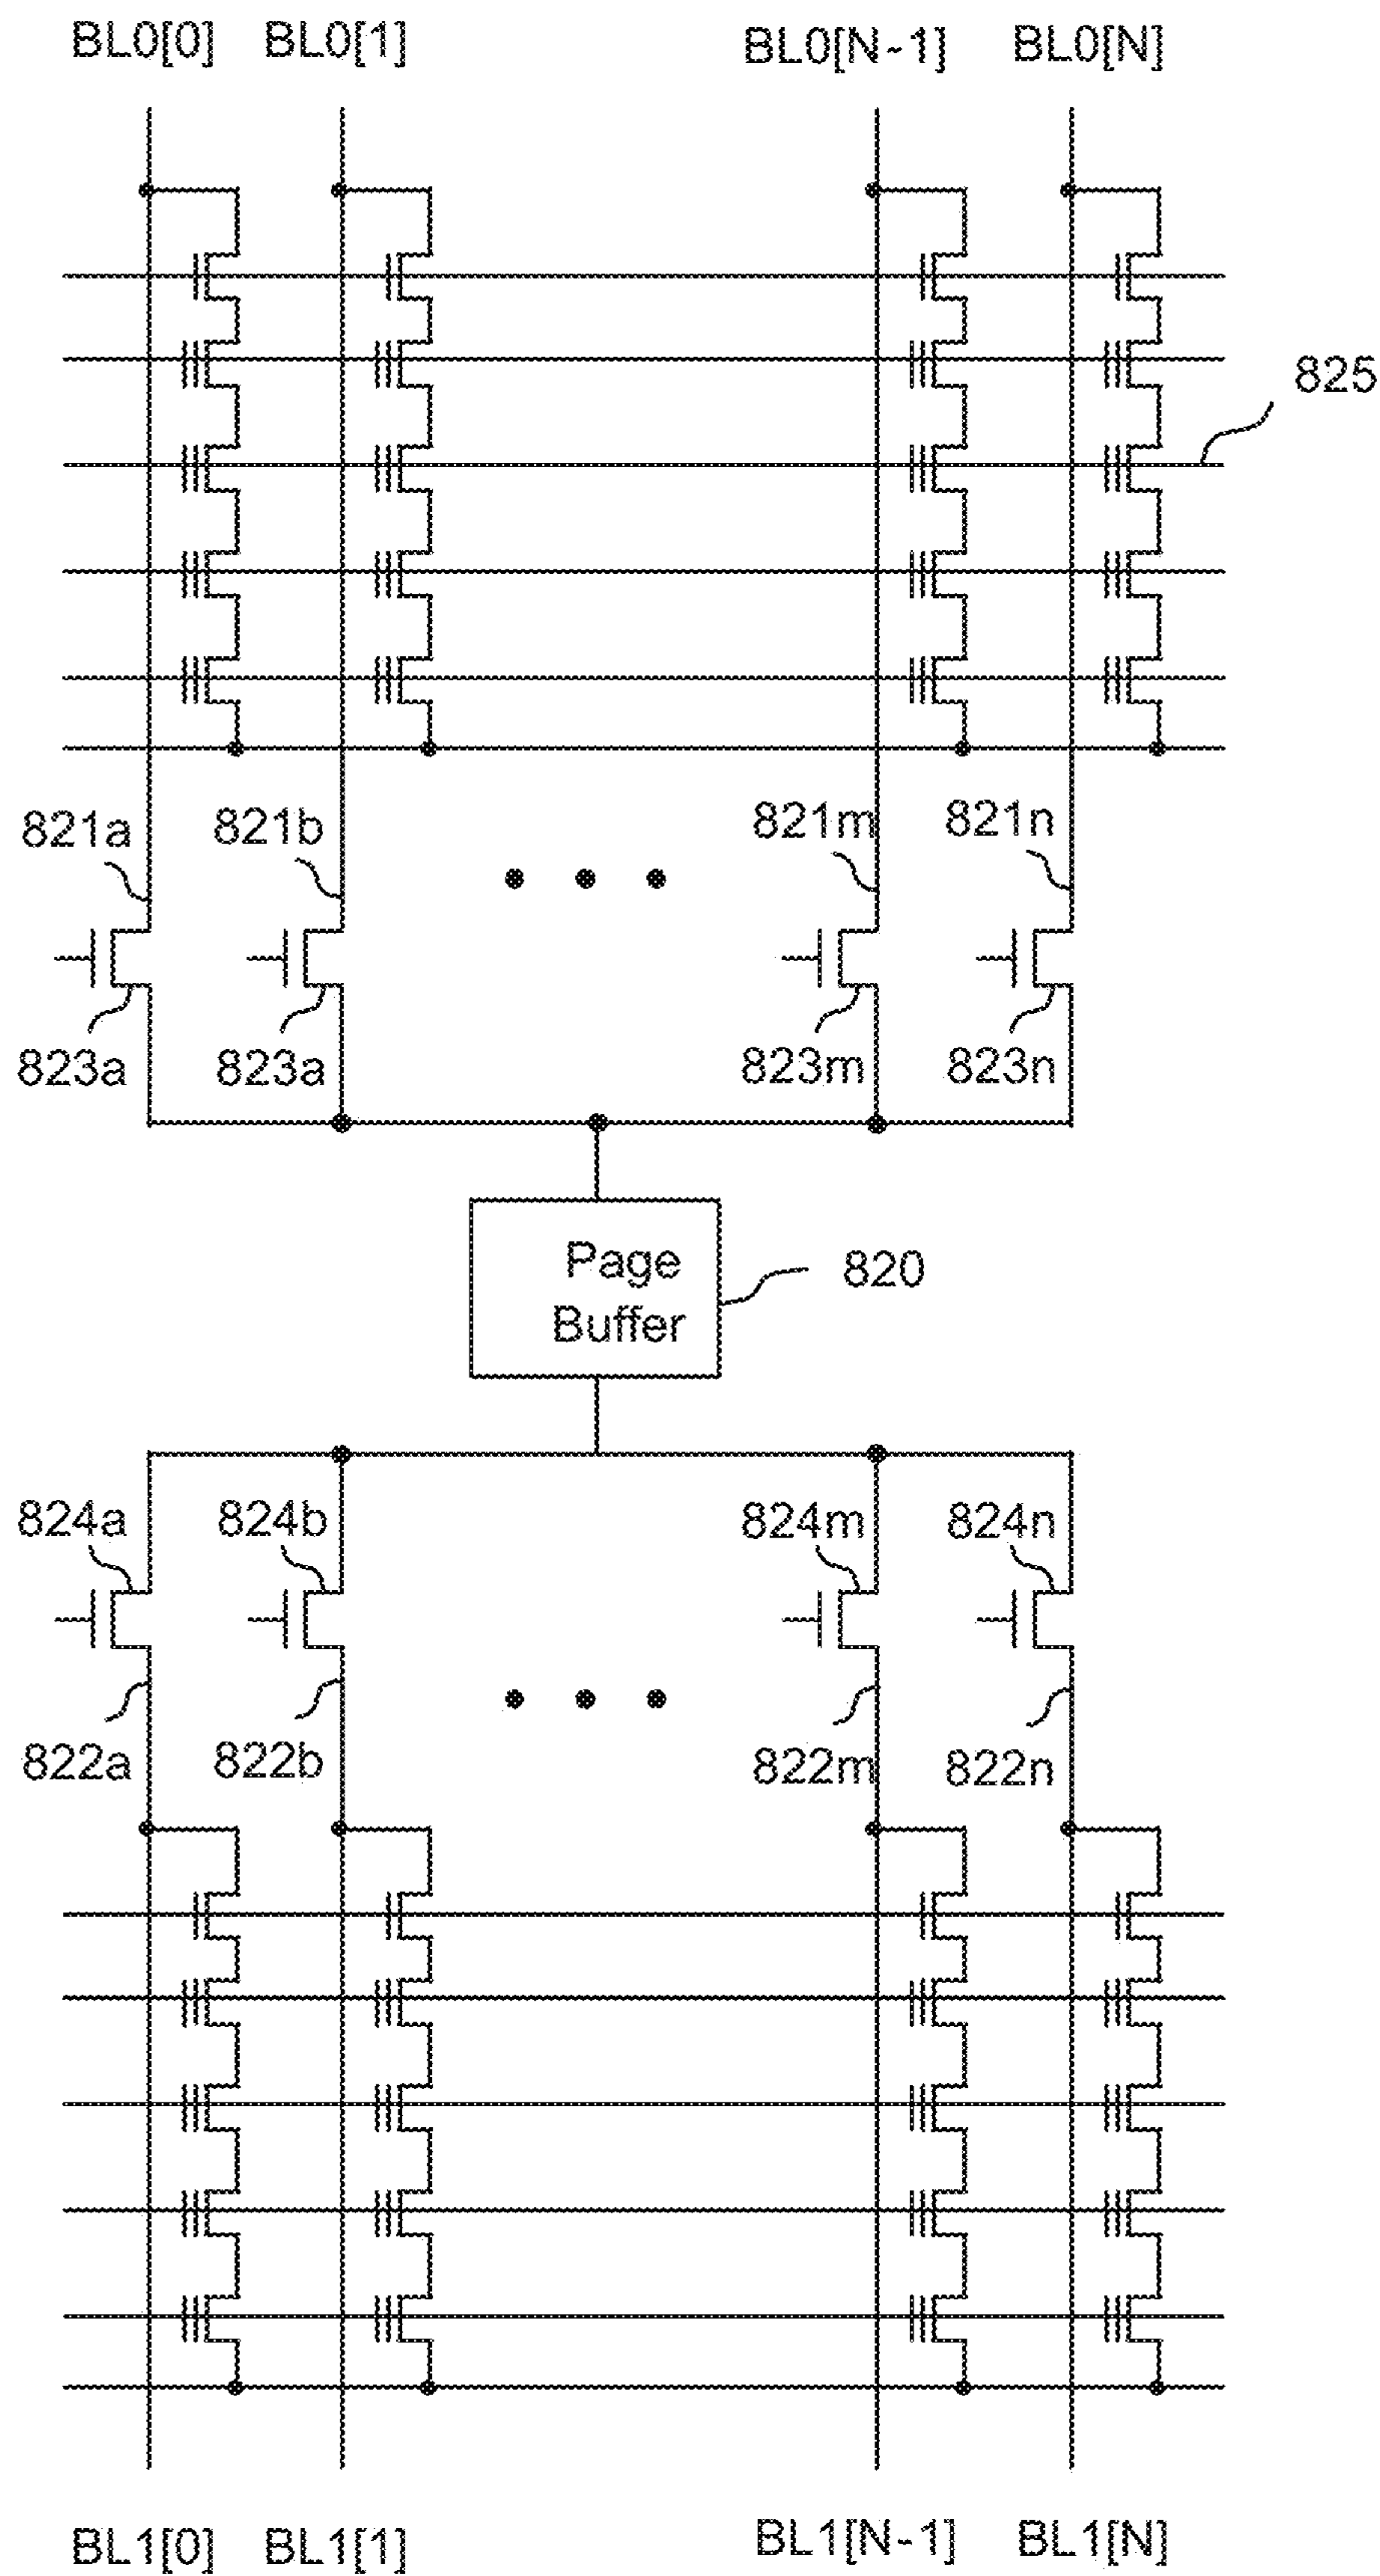 BL0[0] BL0[1] BL0[N-1] BL0[N]
825
821a 821b 821m 821n
823a 823a 823m 823n
Page
Buffer
820
824a 824b 824m 824n
822a 822b 822m 822n
BL1[0] BL1[1] BL1[N-1] BL1[N]